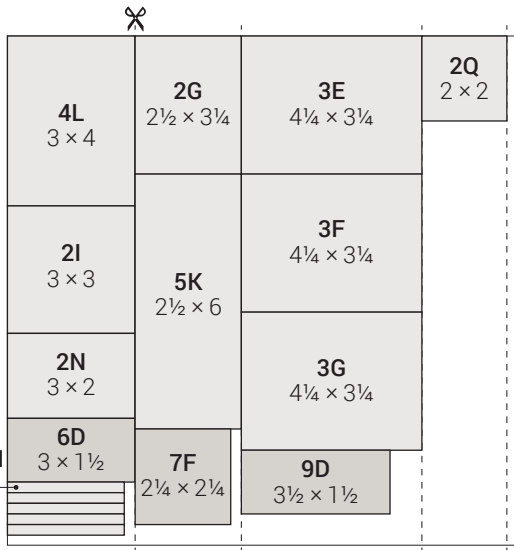 4L
3 × 4
2I
3 × 3
2N
3 × 2
6D
3 × 1½
2G
2½ × 3¼
5K
2½ × 6
7F
2¼ × 2¼
3E
4¼ × 3¼
3F
4¼ × 3¼
3G
4¼ × 3¼
9D
3½ × 1½
2Q
2 × 2